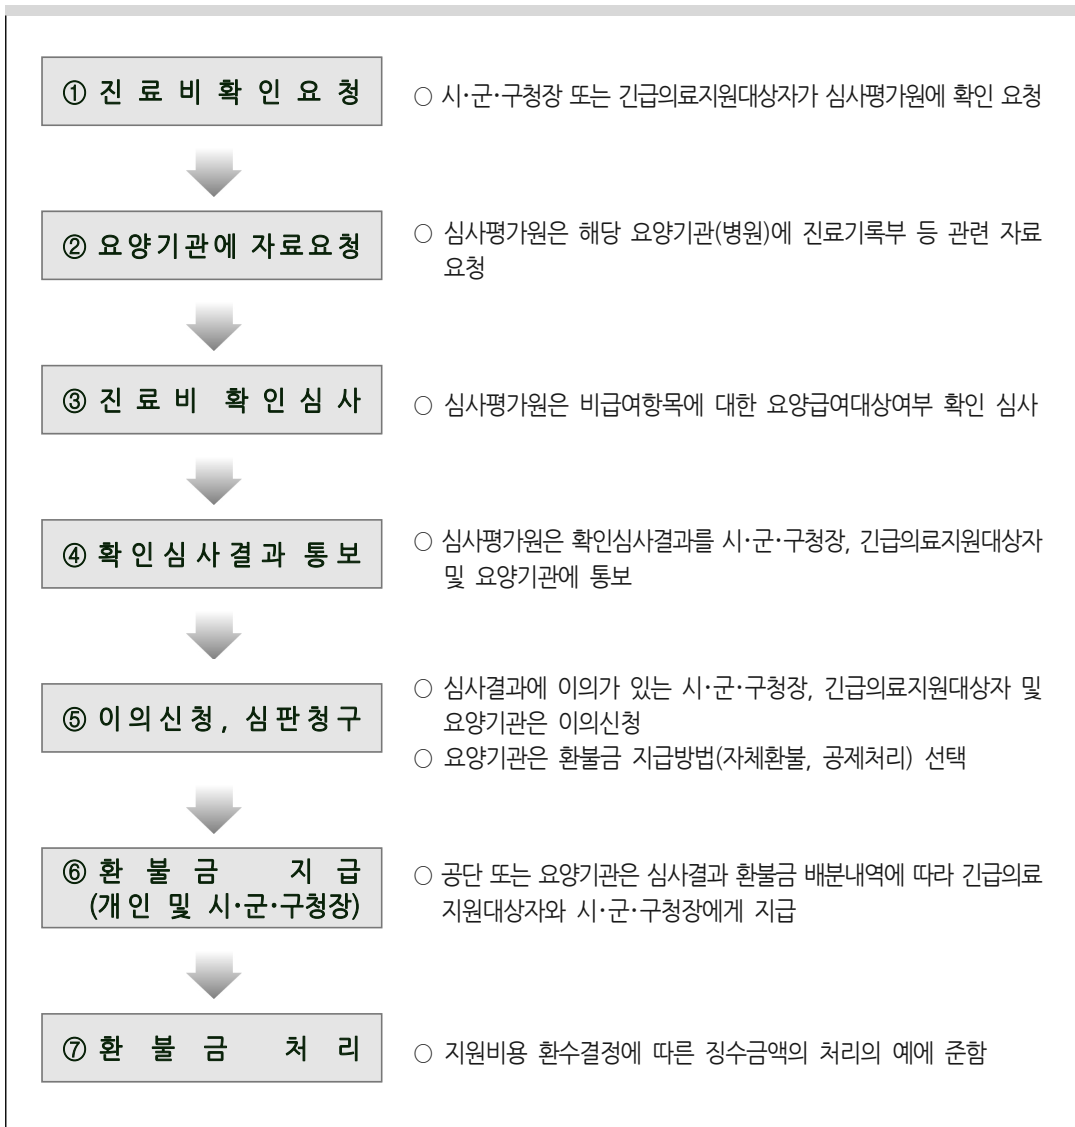 ① 진료비확인요청
○ 시·군·구청장 또는 긴급의료지원대상자가 심사평가원에 확인 요청
② 요양기관에 자료요청
○ 심사평가원은 해당 요양기관(병원)에 진료기록부 등 관련 자료
요청
③ 진료비 확인심사
○ 심사평가원은 비급여항목에 대한 요양급여대상여부 확인 심사
④ 확인심사결과 통보
○ 심사평가원은 확인심사결과를 시·군·구청장, 긴급의료지원대상자
및 요양기관에 통보
⑤ 이의신청, 심판청구
○ 심사결과에 이의가 있는 시·군·구청장, 긴급의료지원대상자 및
요양기관은 이의신청
○ 요양기관은 환불금 지급방법(자체환불, 공제처리) 선택
⑥ 환불금 지급
(개인 및 시·군·구청장)
○ 공단 또는 요양기관은 심사결과 환불금 배분내역에 따라 긴급의료
지원대상자와 시·군·구청장에게 지급
⑦ 환불금 처리
○ 지원비용 환수결정에 따른 징수금액의 처리의 예에 준함